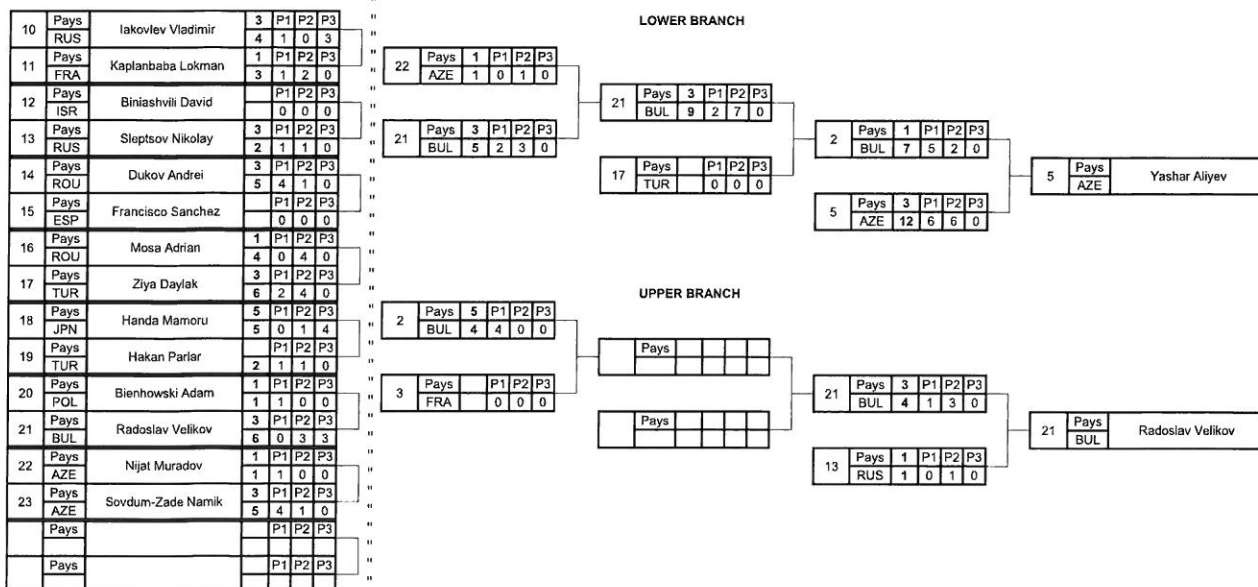 10 Pays Iakovlev Vladimir 3 P1 P2 P3
RUS 4 1 0 3
11 Pays Kaplanbaba Lokman 1 P1 P2 P3
FRA 3 1 2 0
12 Pays Biniashvili David P1 P2 P3
ISR 0 0 0
13 Pays Sleptsov Nikolay 3 P1 P2 P3
RUS 2 1 1 0
14 Pays Dukov Andrei 3 P1 P2 P3
ROU 5 4 1 0
15 Pays Francisco Sanchez P1 P2 P3
ESP 0 0 0
16 Pays Mosa Adrian 1 P1 P2 P3
ROU 4 0 4 0
17 Pays Ziya Daylak 3 P1 P2 P3
TUR 6 2 4 0
18 Pays Handa Mamoru 5 P1 P2 P3
JPN 5 0 1 4
19 Pays Hakan Parlar P1 P2 P3
TUR 2 1 1 0
20 Pays Bienhowski Adam 1 P1 P2 P3
POL 1 1 0 0
21 Pays Radoslav Velikov 3 P1 P2 P3
BUL 6 0 3 3
22 Pays Nijat Muradov 1 P1 P2 P3
AZE 1 1 0 0
23 Pays Sovdum-Zade Namik 3 P1 P2 P3
AZE 5 4 1 0
Pays P1 P2 P3
Pays P1 P2 P3
LOWER BRANCH
22 Pays 1 P1 P2 P3
AZE 1 0 1 0
21 Pays 3 P1 P2 P3
BUL 5 2 3 0
21 Pays 3 P1 P2 P3
BUL 9 2 7 0
17 Pays P1 P2 P3
TUR 0 0 0
2 Pays 1 P1 P2 P3
BUL 7 5 2 0
5 Pays 3 P1 P2 P3
AZE 12 6 6 0
5 Pays Yashar Aliyev
AZE
UPPER BRANCH
2 Pays 5 P1 P2 P3
BUL 4 4 0 0
3 Pays P1 P2 P3
FRA 0 0 0
Pays
Pays
21 Pays 3 P1 P2 P3
BUL 4 1 3 0
13 Pays 1 P1 P2 P3
RUS 1 0 1 0
21 Pays Radoslav Velikov
BUL